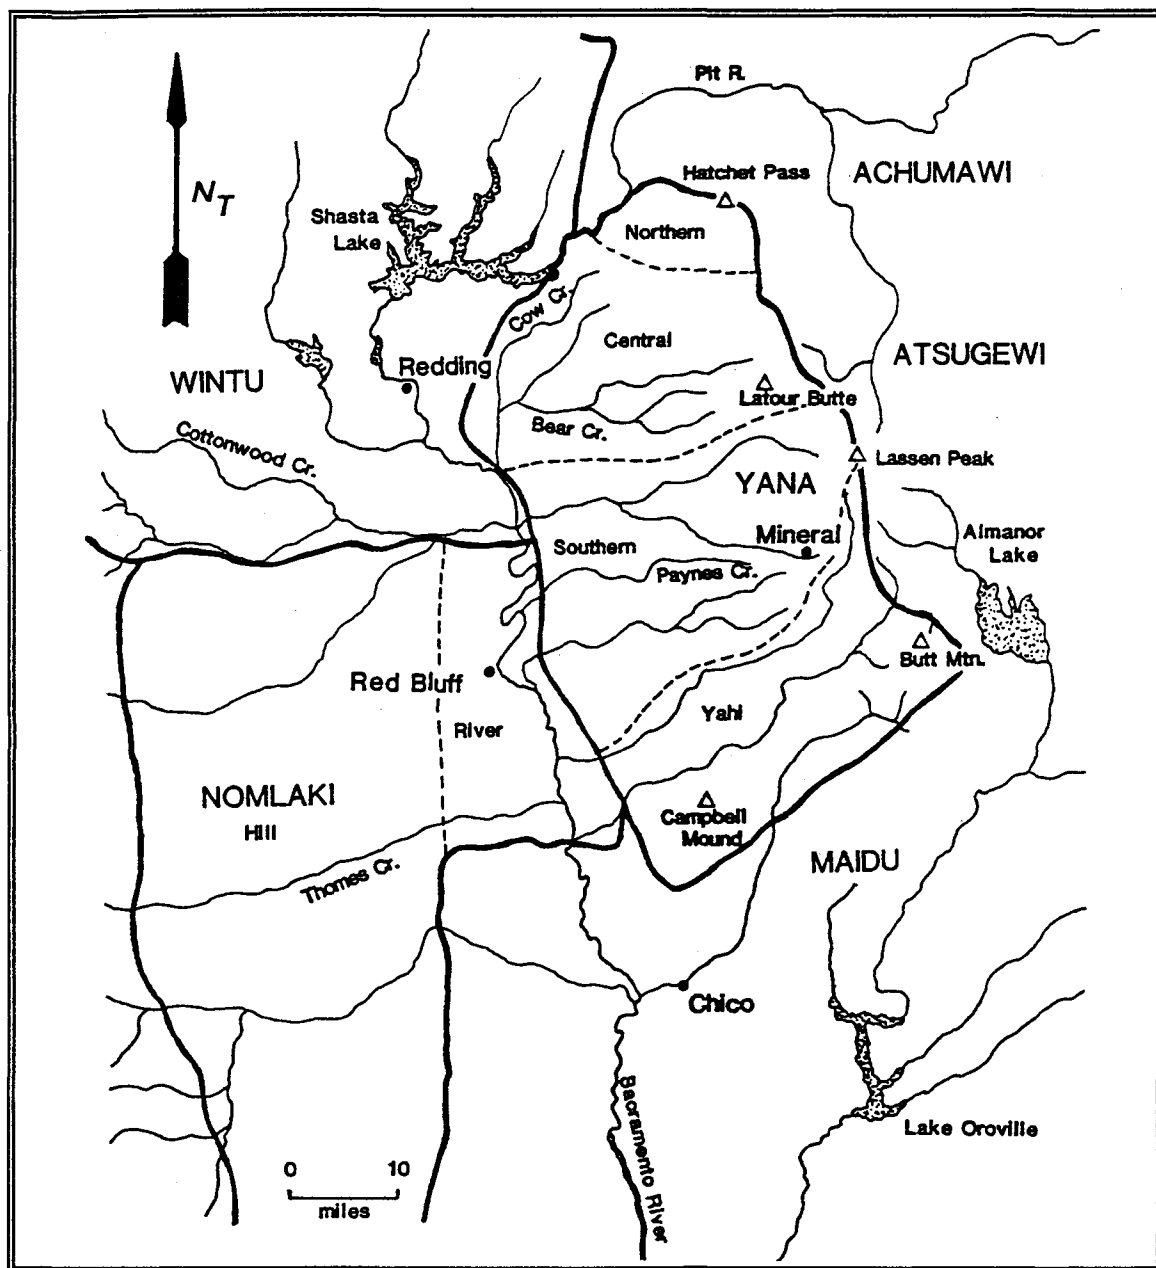 Pit R.
Hatchet Pass
ACHUMAWI
N T
Shasta
Lake
Northern
Cow Cr.
Central
Redding
ATSUGEWI
WINTU
Latour Butte
Bear Cr.
Cottonwood Cr.
Lassen Peak
YANA
Mineral
Almanor
Lake
Southern
Paynes Cr.
Butt Mtn.
Red Bluff
River
Yahi
NOMLAKI
Hill
Campbell
Mound
MAIDU
Thomes Cr.
Chico
Sacramento River
Lake Oroville
0 10
miles